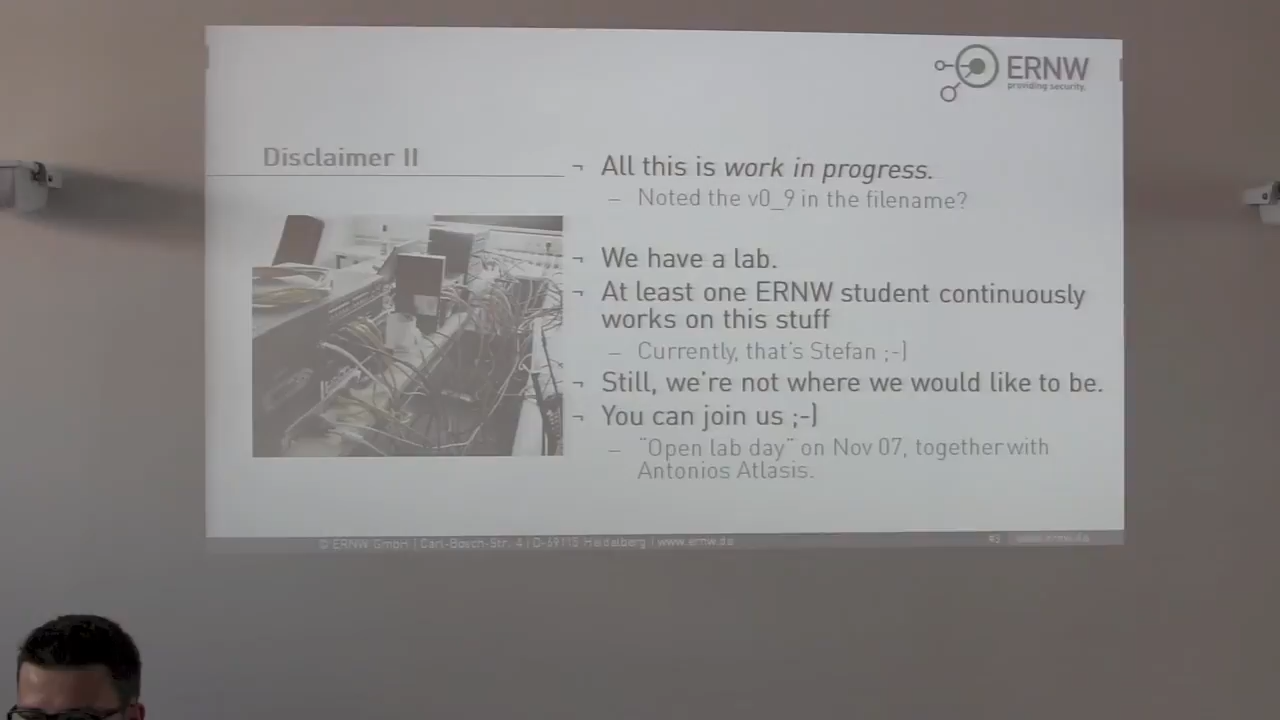 ERNW
providing security.
Disclaimer II
¬ All this is work in progress.
– Noted the v0_9 in the filename?
¬ We have a lab.
¬ At least one ERNW student continuously
works on this stuff
– Currently, that's Stefan ;-)
¬ Still, we're not where we would like to be.
¬ You can join us ;-)
– "Open lab day" on Nov 07, together with
Antonios Atlasis.
© ERNW GmbH | Carl-Bosch-Str. 4 | D-69115 Heidelberg | www.ernw.de
www.ernw.de